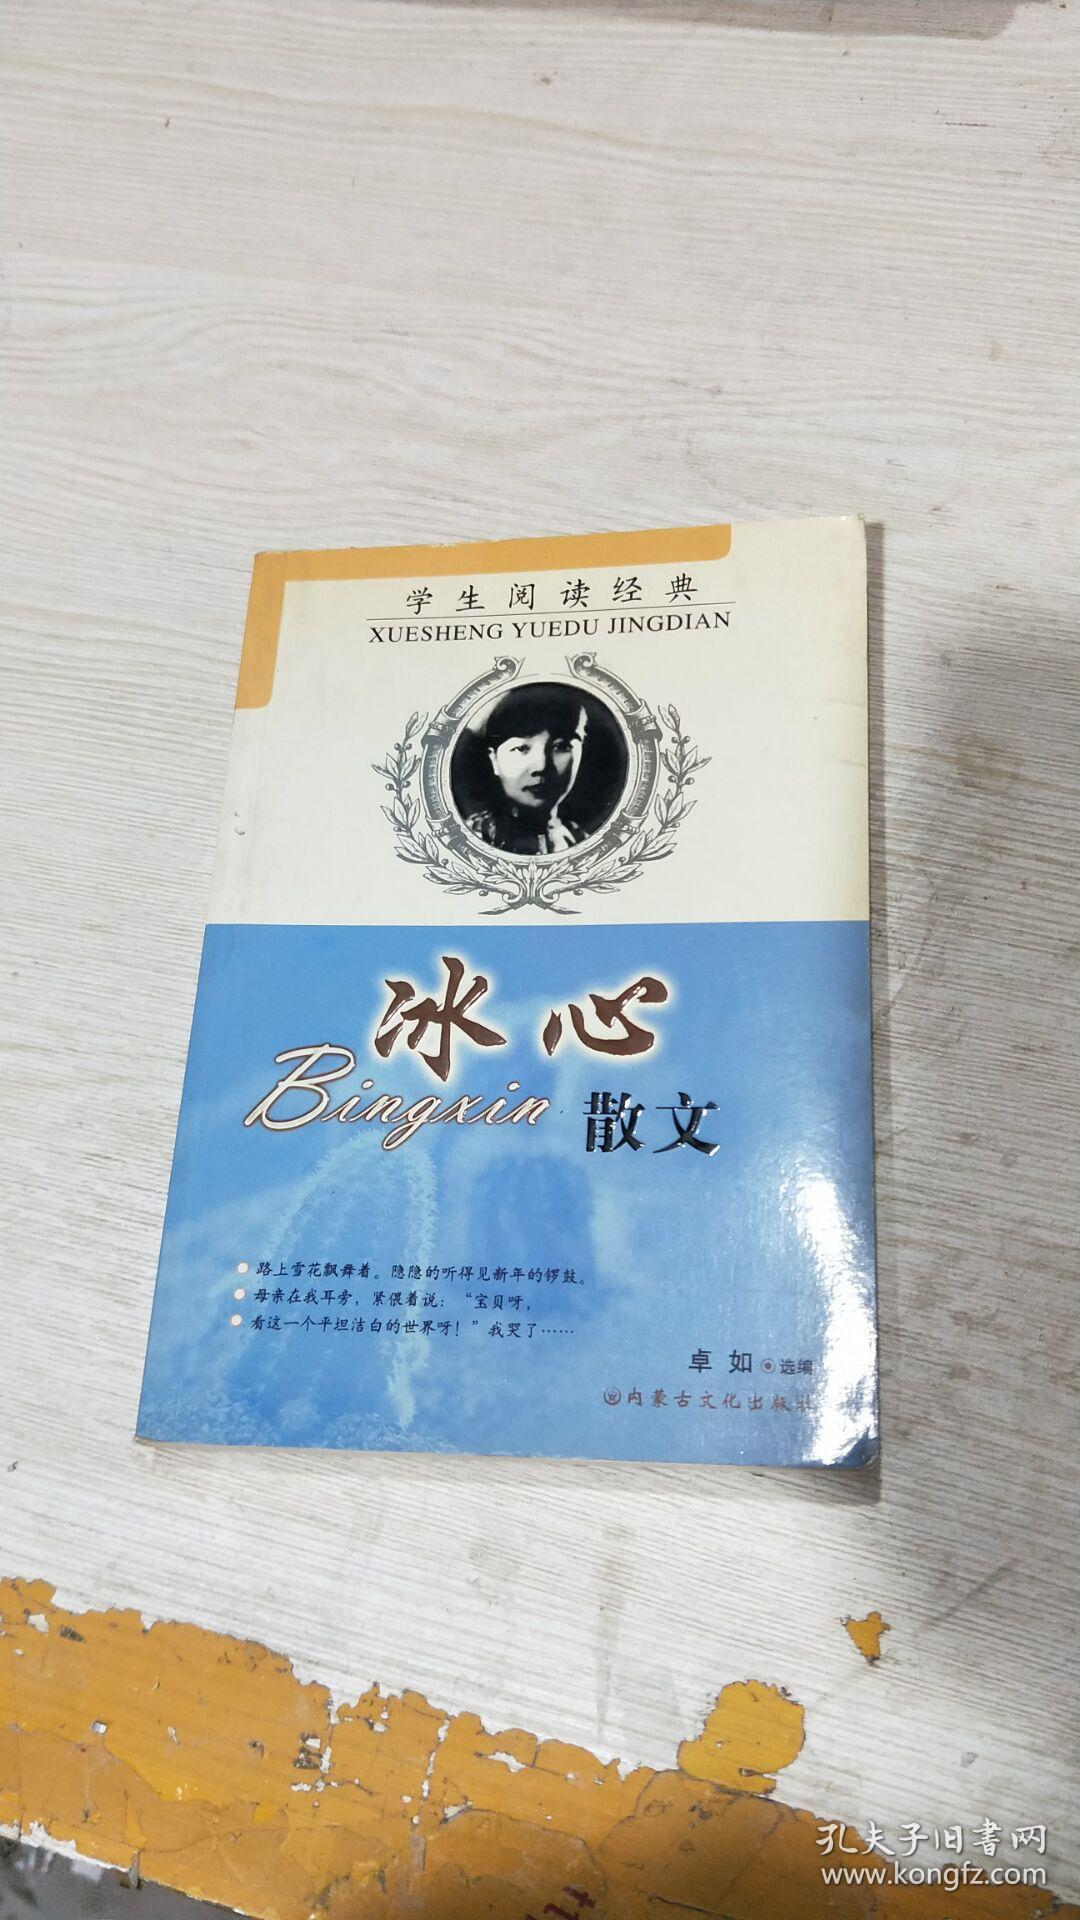 学生阅读经典
XUESHENG YUEDU JINGDIAN
冰心
Bingxin 散文
路上雪花飘舞着。隐隐的听得见新年的锣鼓。
母亲在我耳旁，紧偎着说：“宝贝呀，
看这一个平坦洁白的世界呀！”我哭了……
卓如 选编
内蒙古文化出版社
孔夫子旧書网
www.kongfz.com